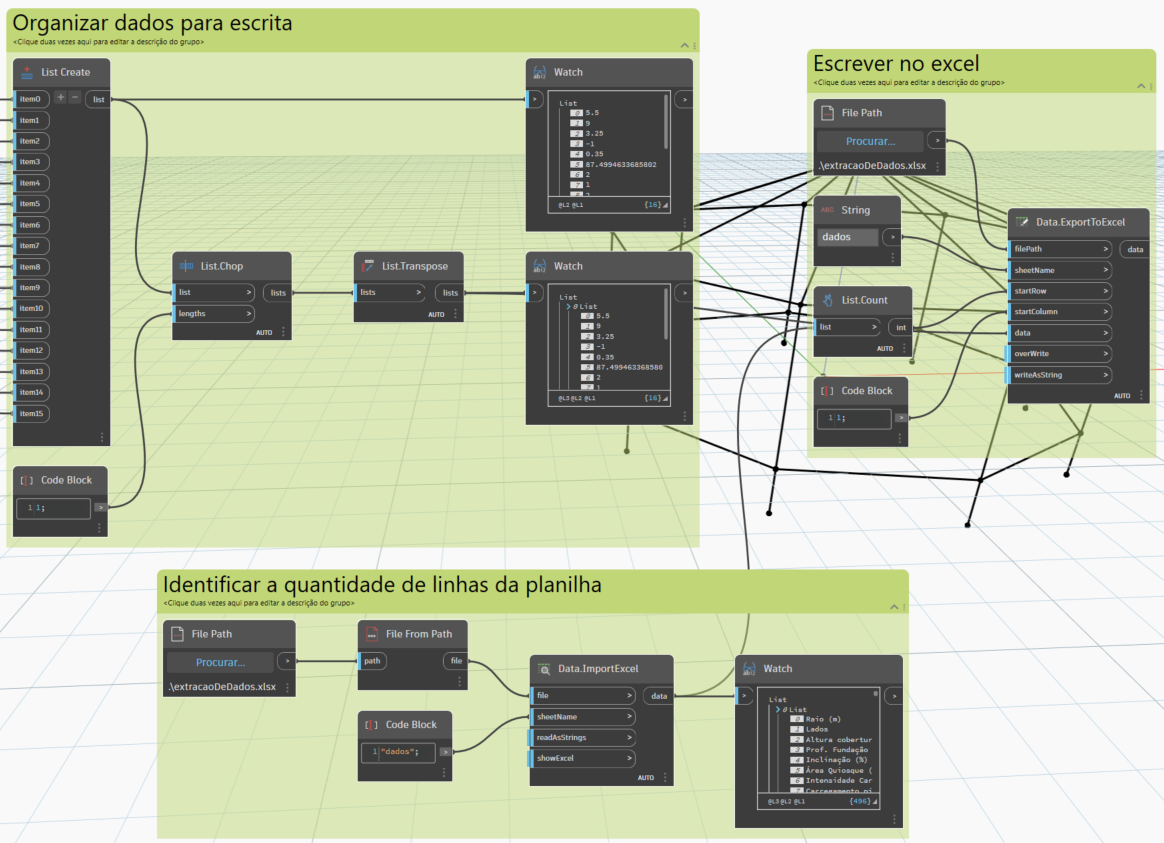 Organizar dados para escrita
<Clique duas vezes aqui para editar a descrição do grupo>
List Create
item0
+
−
list
item1
item2
item3
item4
item5
item6
item7
item8
item9
item10
item11
item12
item13
item14
item15
Code Block
1 1;
>
List.Chop
list >
lists
lengths >
AUTO
List.Transpose
lists >
lists
AUTO
Watch
>
>
List
0 5.5
1 9
2 3.25
3 -1
4 0.35
5 87.4994633685802
6 2
7 1
@L2 @L1
{16}
Watch
>
>
List
0 List
0 5.5
1 9
2 3.25
3 -1
4 0.35
5 87.499463368580
6 2
7 1
@L3 @L2 @L1
{16}
Escrever no excel
<Clique duas vezes aqui para editar a descrição do grupo>
File Path
Procurar...
>
.\extracaoDeDados.xlsx
ABC String
dados
>
List.Count
list >
int
AUTO
Code Block
1 1;
>
Data.ExportToExcel
filePath >
data
sheetName >
startRow >
startColumn >
data >
overWrite >
writeAsString >
AUTO
Identificar a quantidade de linhas da planilha
<Clique duas vezes aqui para editar a descrição do grupo>
File Path
Procurar...
>
.\extracaoDeDados.xlsx
File From Path
path
file
Code Block
1 "dados";
>
Data.ImportExcel
file >
data
sheetName >
readAsStrings >
showExcel >
AUTO
Watch
>
>
List
0 List
0 Raio (m)
1 Lados
2 Altura cobertur
3 Prof. Fundação
4 Inclinação (%)
5 Área Quiosque (
6 Intensidade Car
7 Carregamento
@L3 @L2 @L1
{496}